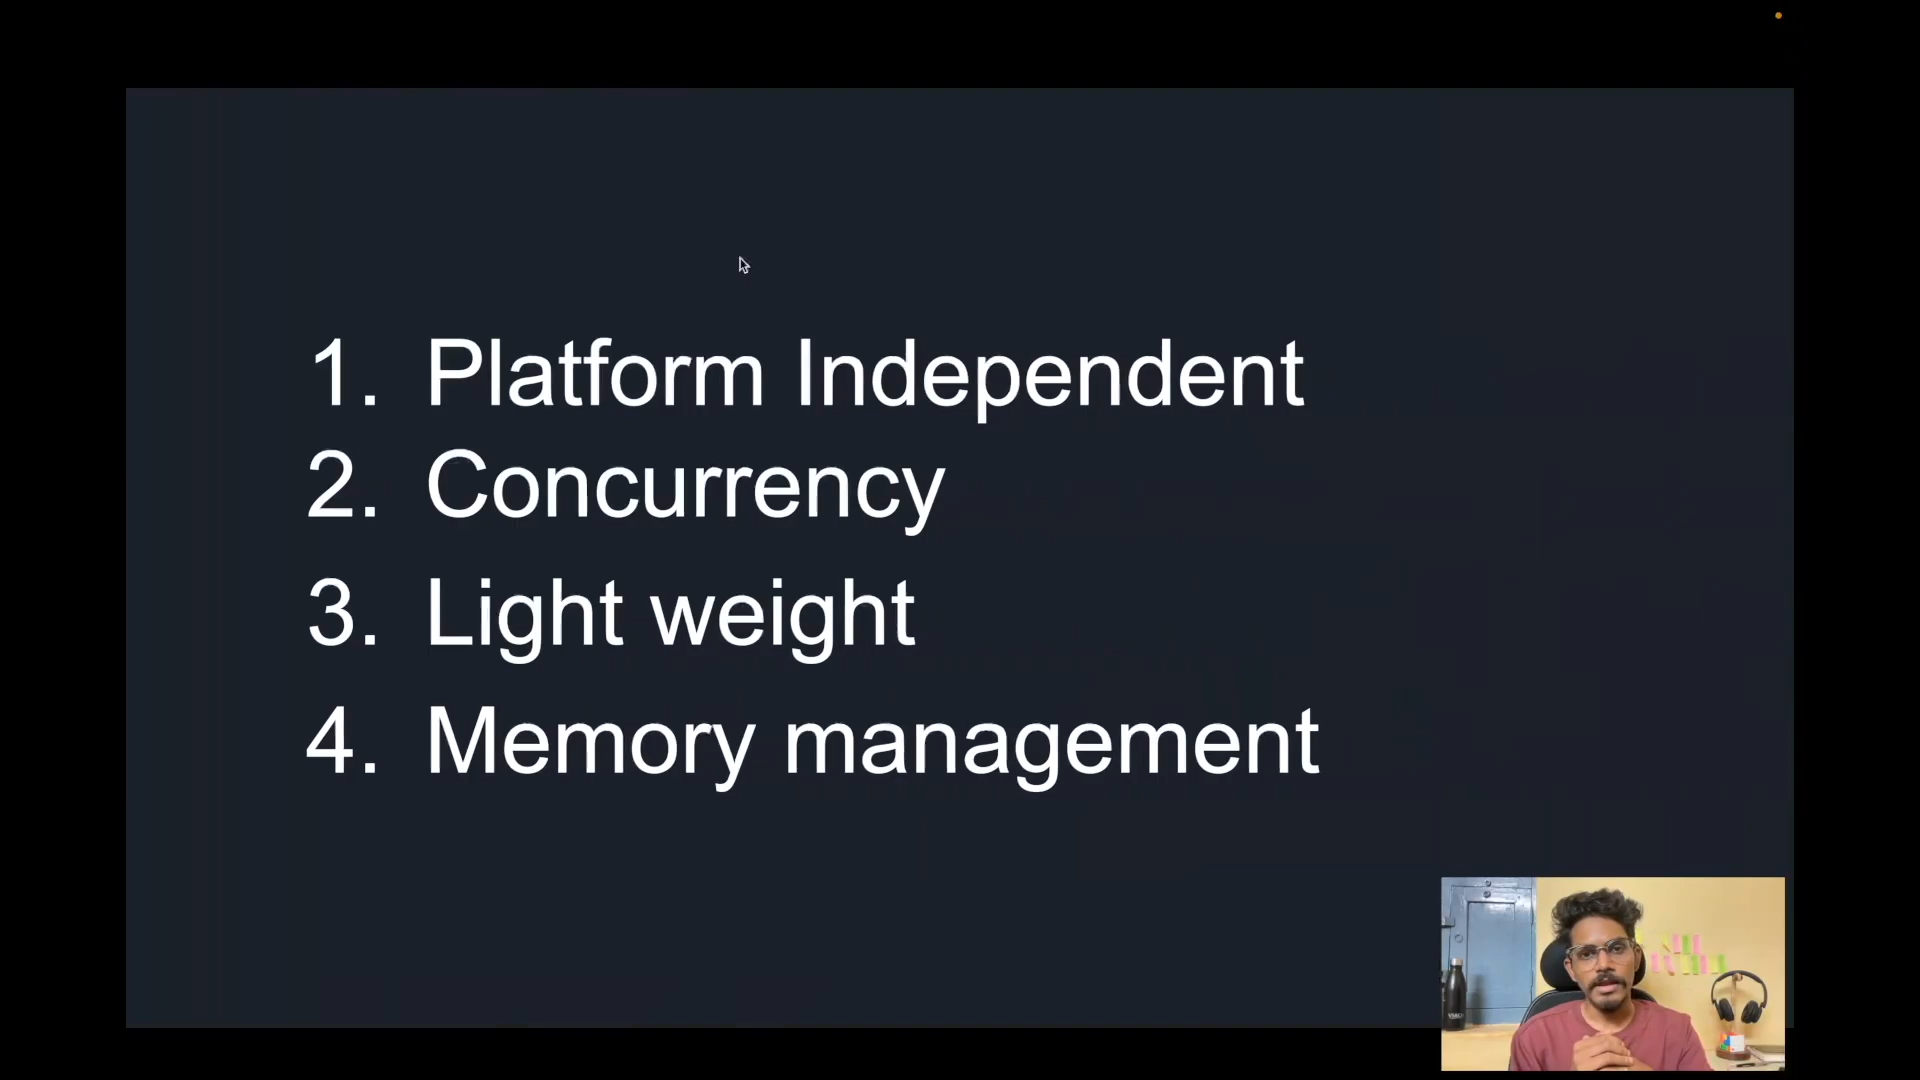 1. Platform Independent
2. Concurrency
3. Light weight
4. Memory management